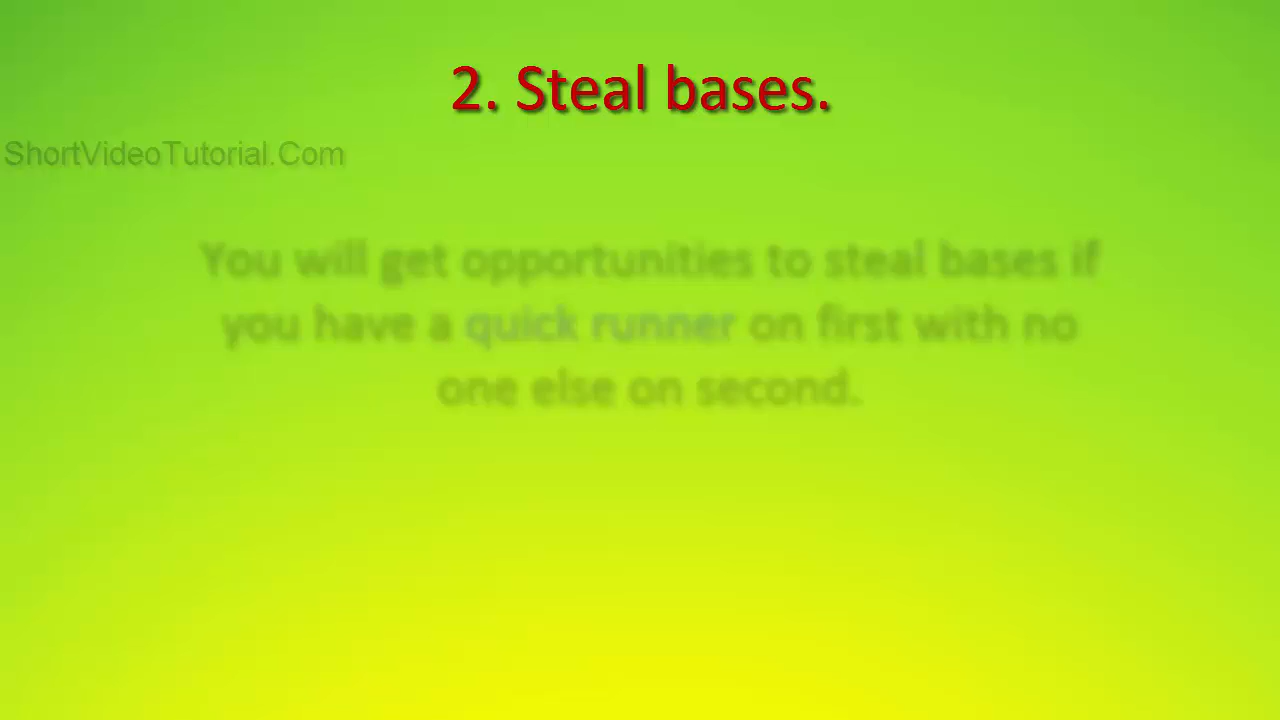 2. Steal bases.
ShortVideoTutorial.Com
You will get opportunities to steal bases if
you have a quick runner on first with no
one else on second.